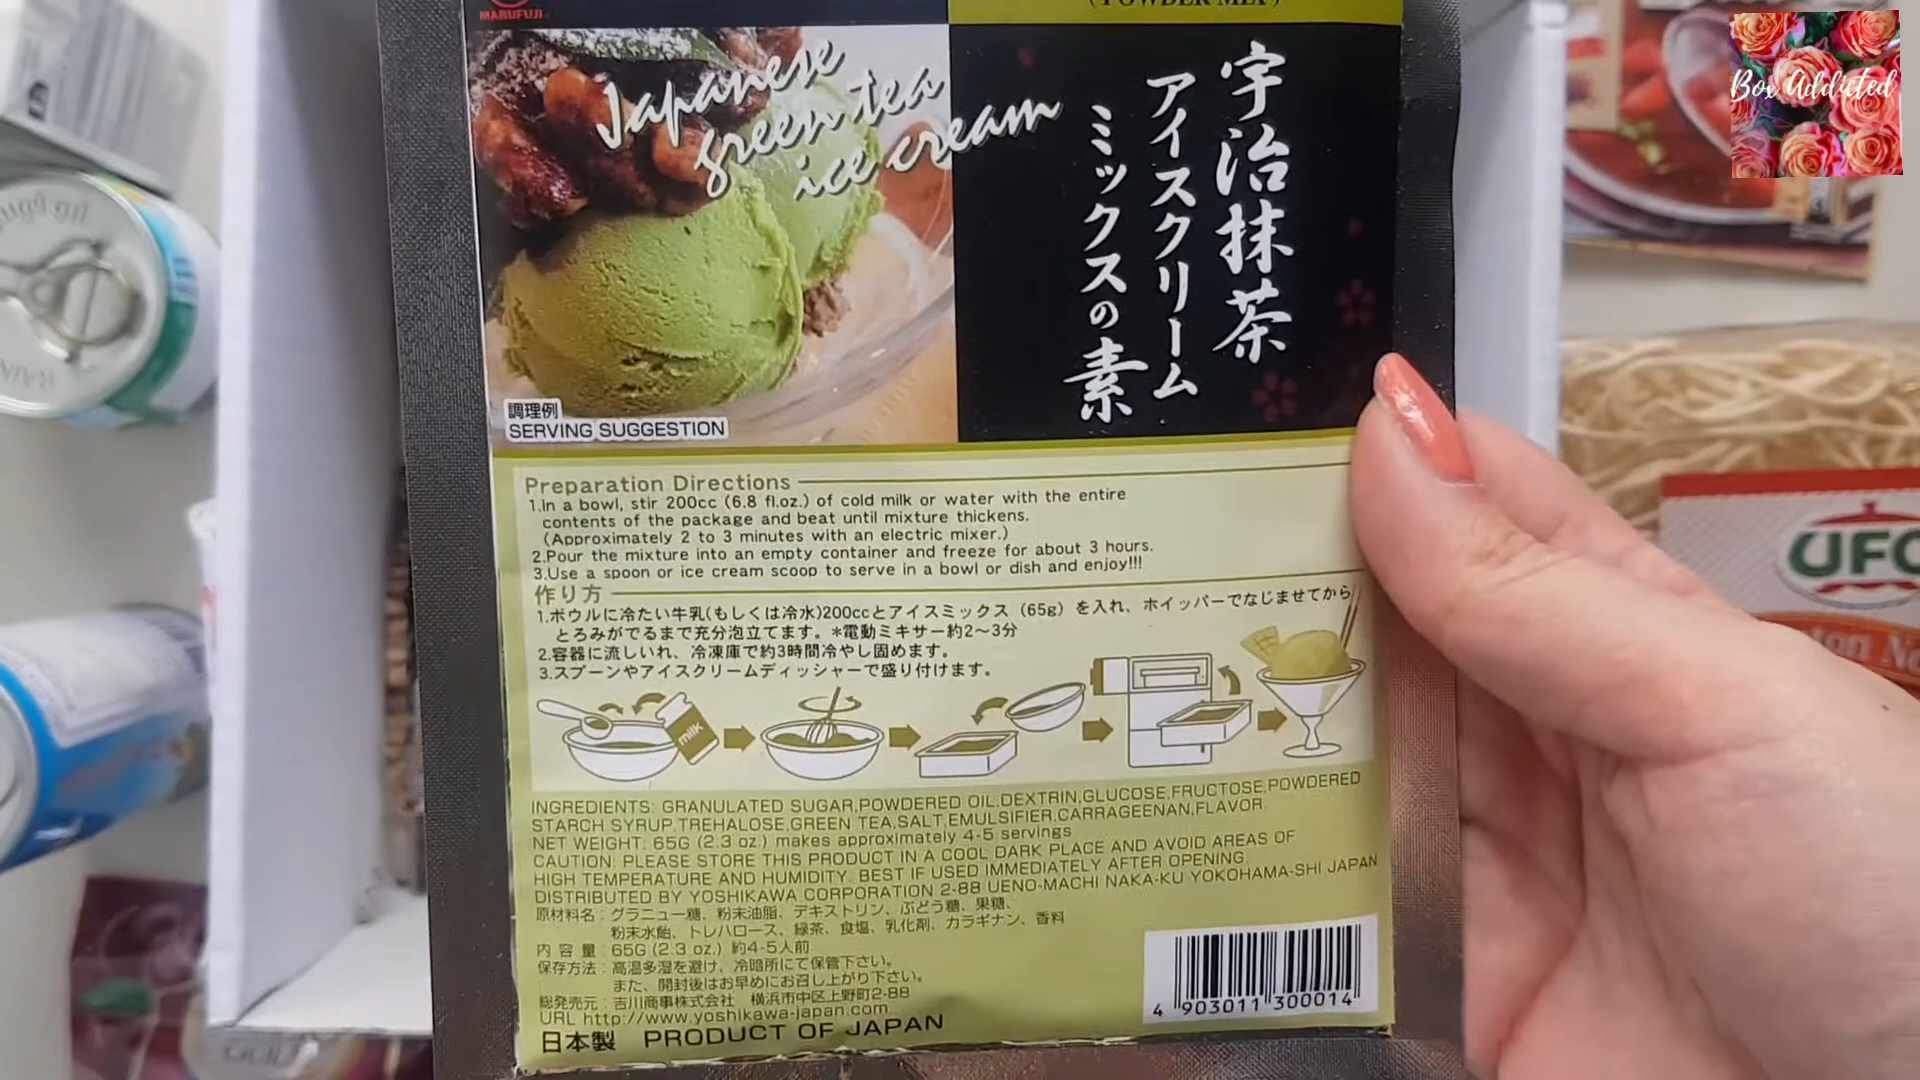 MARUFUJI
(POWDER MIX)
Japanese
green tea
ice cream
宇治抹茶
アイスクリーム
ミックスの素
調理例
SERVING SUGGESTION
Preparation Directions
1.In a bowl, stir 200cc (6.8 fl.oz.) of cold milk or water with the entire
contents of the package and beat until mixture thickens.
(Approximately 2 to 3 minutes with an electric mixer.)
2.Pour the mixture into an empty container and freeze for about 3 hours.
3.Use a spoon or ice cream scoop to serve in a bowl or dish and enjoy!!!
作り方
1.ボウルに冷たい牛乳(もしくは冷水)200ccとアイスミックス（65g）を入れ、ホイッパーでなじませてから
とろみがでるまで充分泡立てます。*電動ミキサー約2〜3分
2.容器に流しいれ、冷凍庫で約3時間冷やし固めます。
3.スプーンやアイスクリームディッシャーで盛り付けます。
milk
INGREDIENTS: GRANULATED SUGAR,POWDERED OIL,DEXTRIN,GLUCOSE,FRUCTOSE,POWDERED
STARCH SYRUP,TREHALOSE,GREEN TEA,SALT,EMULSIFIER,CARRAGEENAN,FLAVOR
NET WEIGHT: 65G (2.3 oz.) makes approximately 4-5 servings
CAUTION: PLEASE STORE THIS PRODUCT IN A COOL DARK PLACE AND AVOID AREAS OF
HIGH TEMPERATURE AND HUMIDITY. BEST IF USED IMMEDIATELY AFTER OPENING.
DISTRIBUTED BY YOSHIKAWA CORPORATION 2-88 UENO-MACHI NAKA-KU YOKOHAMA-SHI JAPAN
原材料名：グラニュー糖、粉末油脂、デキストリン、ぶどう糖、果糖、
粉末水飴、トレハロース、緑茶、食塩、乳化剤、カラギナン、香料
内 容 量：65G (2.3 oz.) 約4-5人前
保存方法：高温多湿を避け、冷暗所にて保管下さい。
また、開封後はお早めにお召し上がり下さい。
総発売元：吉川商事株式会社 横浜市中区上野町2-88
URL http://www.yoshikawa-japan.com
日本製 PRODUCT OF JAPAN
4 903011 300014
Box Addicted
UFO